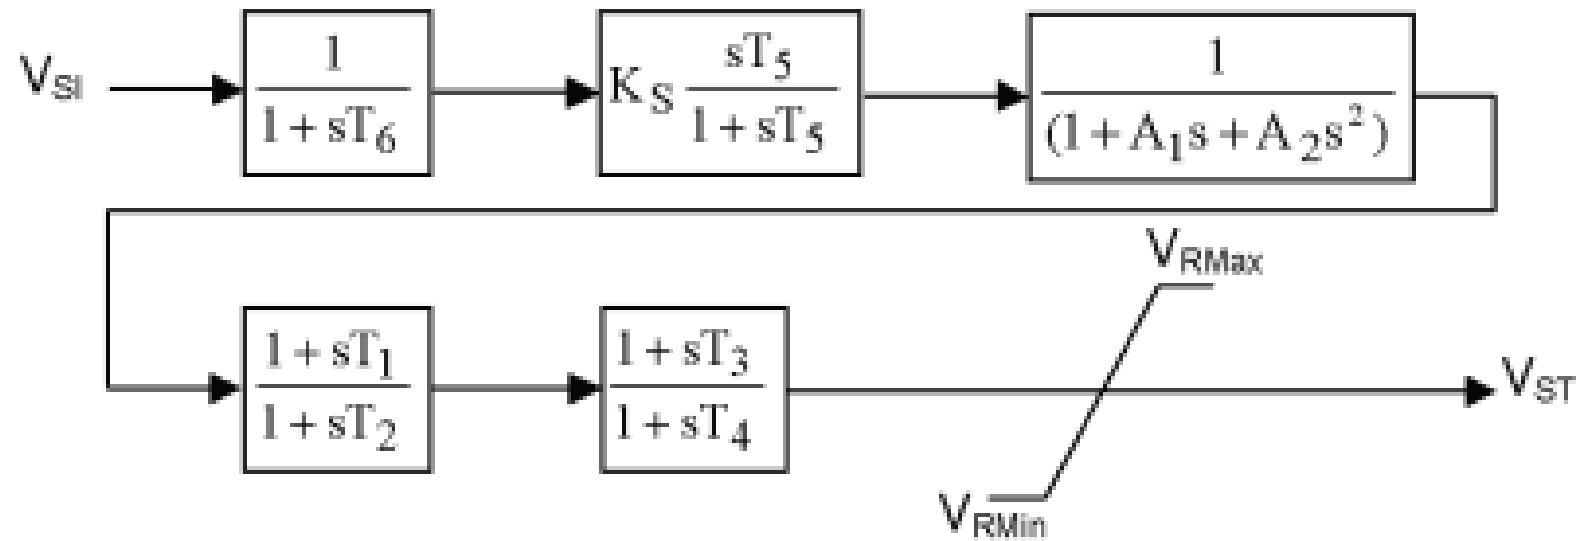 V_SI
1
1 + sT_6
K_S sT_5
1 + sT_5
1
(1 + A_1s + A_2s^2)
V_RMax
1 + sT_1
1 + sT_2
1 + sT_3
1 + sT_4
V_ST
V_RMin